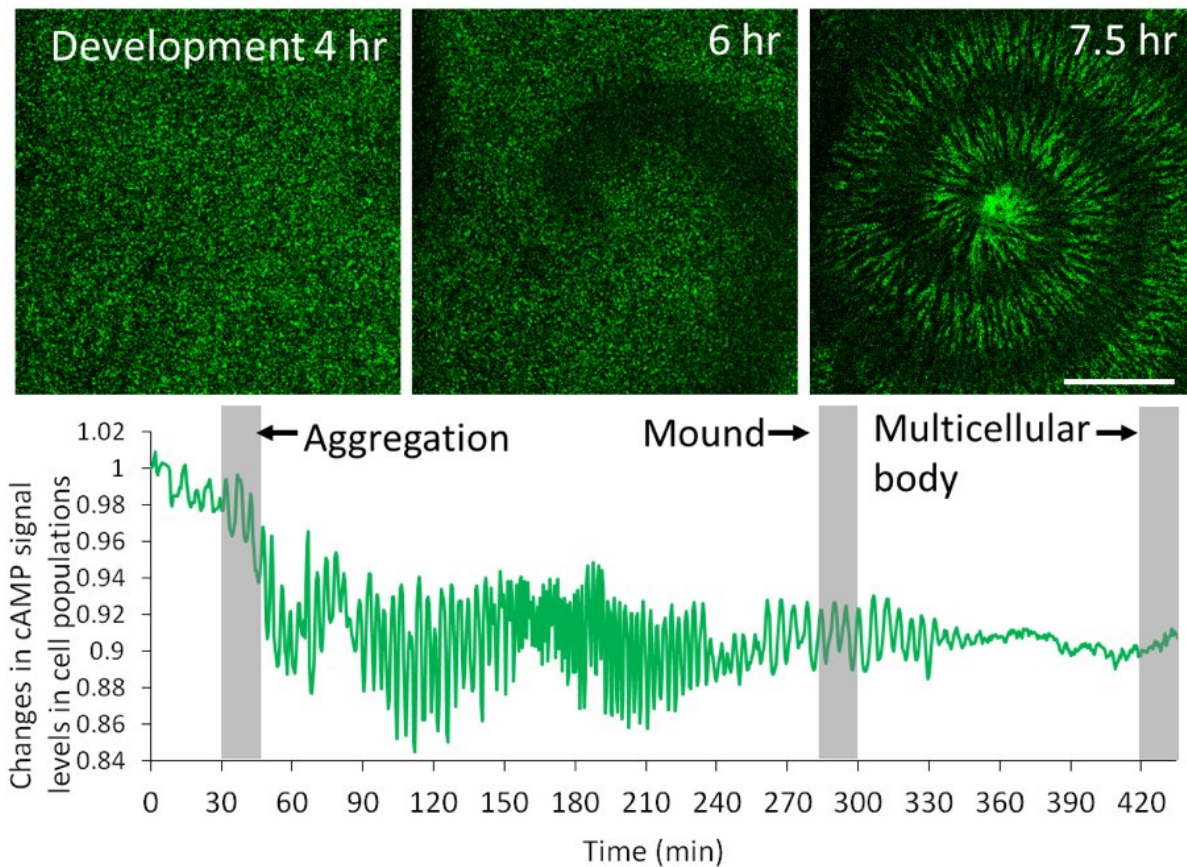 Development 4 hr
6 hr
7.5 hr
Aggregation
Mound
Multicellular
body
Changes in cAMP signal
levels in cell populations
1.02
1
0.98
0.96
0.94
0.92
0.9
0.88
0.86
0.84
0 30 60 90 120 150 180 210 240 270 300 330 360 390 420
Time (min)